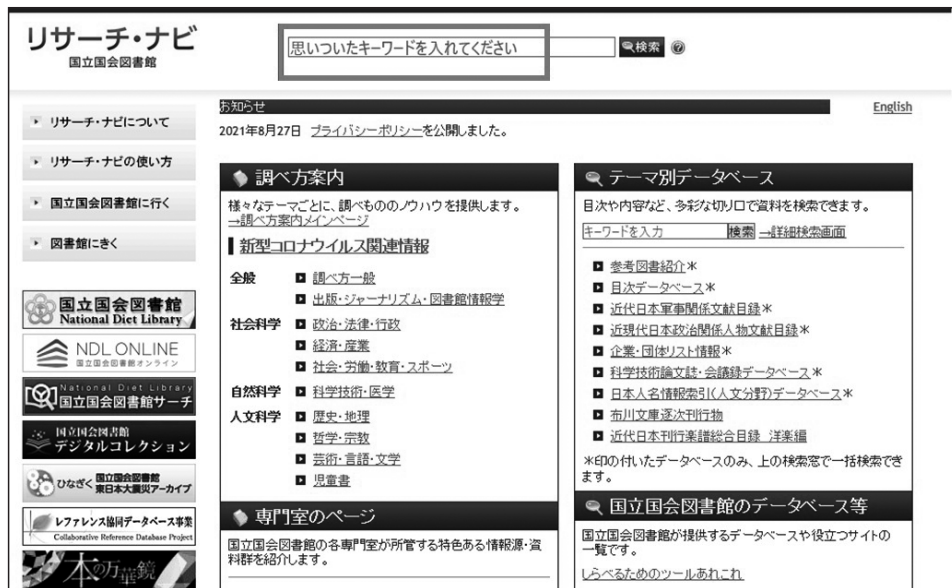 リサーチ・ナビ
国立国会図書館
思いついたキーワードを入れてください
検索
?
リサーチ・ナビについて
リサーチ・ナビの使い方
国立国会図書館に行く
図書館にきく
国立国会図書館
National Diet Library
NDL ONLINE
国立国会図書館オンライン
National Diet Library
国立国会図書館サーチ
国立国会図書館
デジタルコレクション
ひなぎく 国立国会図書館
東日本大震災アーカイブ
レファレンス協同データベース事業
Collaborative Reference Database Project
本の万華鏡
お知らせ
English
2021年8月27日 プライバシーポリシーを公開しました。
調べ方案内
様々なテーマごとに、調べもののノウハウを提供します。
→調べ方案内メインページ
新型コロナウイルス関連情報
全般 調べ方一般
出版・ジャーナリズム・図書館情報学
社会科学 政治・法律・行政
経済・産業
社会・労働・教育・スポーツ
自然科学 科学技術・医学
人文科学 歴史・地理
哲学・宗教
芸術・言語・文学
児童書
専門室のページ
国立国会図書館の各専門室が所管する特色ある情報源・資
料群を紹介します。
テーマ別データベース
目次や内容など、多彩な切り口で資料を検索できます。
キーワードを入力 検索 →詳細検索画面
参考図書紹介*
目次データベース*
近代日本軍事関係文献目録*
近現代日本政治関係人物文献目録*
企業・団体リスト情報*
科学技術論文誌・会議録データベース*
日本人名情報索引(人文分野)データベース*
布川文庫逐次刊行物
近代日本刊行楽譜総合目録 洋楽編
*印の付いたデータベースのみ、上の検索窓で一括検索でき
ます。
国立国会図書館のデータベース等
国立国会図書館が提供するデータベースや役立つサイトの
一覧です。
しらべるためのツールあれこれ